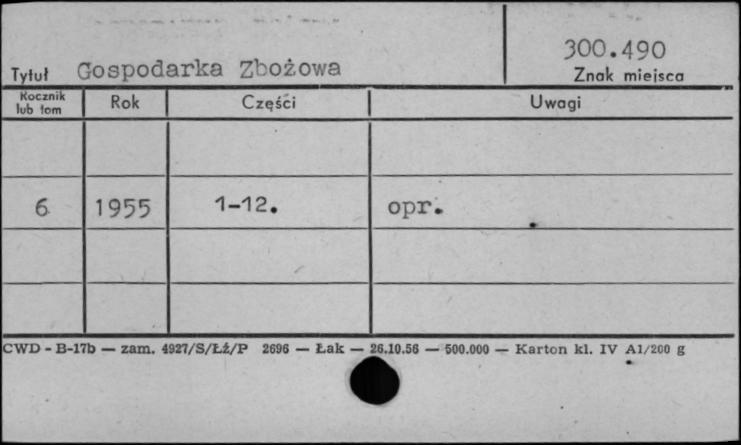 300.490
Tytuł Gospodarka Zbożowa Znak miejsca
Rocznik lub tom Rok Części Uwagi
6 1955 1-12. opr.
CWD - B-17b — zam. 4927/S/Łź/P 2696 — Łak — 26.10.56 — 500.000 — Karton kl. IV A1/200 g